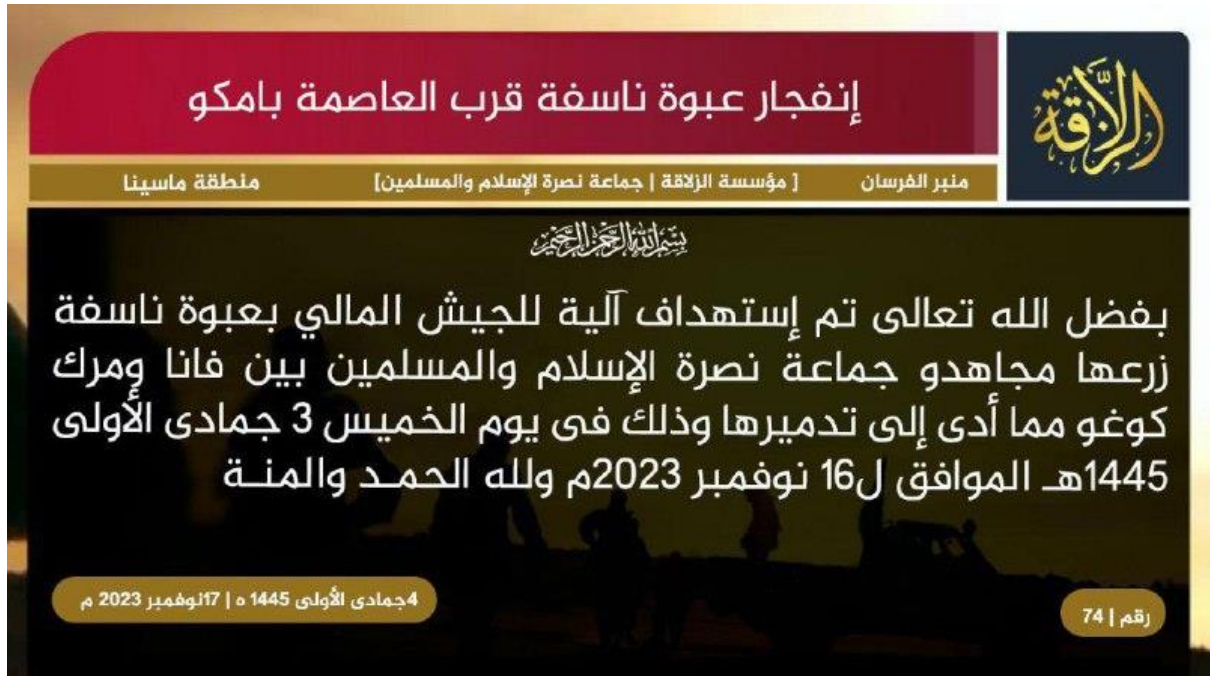 إنفجار عبوة ناسفة قرب العاصمة بامكو
الزلاقة
منبر الفرسان [ مؤسسة الزلاقة | جماعة نصرة الإسلام والمسلمين] منطقة ماسينا
بسم الله الرحمن الرحيم
بفضل الله تعالى تم إستهداف آلية للجيش المالي بعبوة ناسفة
زرعها مجاهدو جماعة نصرة الإسلام والمسلمين بين فانا ومرك
كوغو مما أدى إلى تدميرها وذلك فى يوم الخميس 3 جمادى الأولى
1445هـ الموافق ل16 نوفمبر 2023م ولله الحمـد والمنـة
رقم | 74
4جمادى الأولى 1445 ه | 17نوفمبر 2023 م